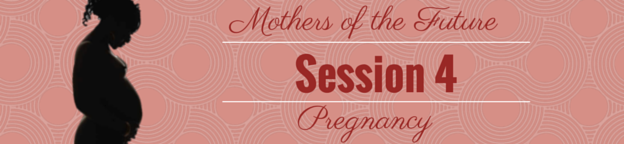 Mothers of the Future
Session 4
Pregnancy